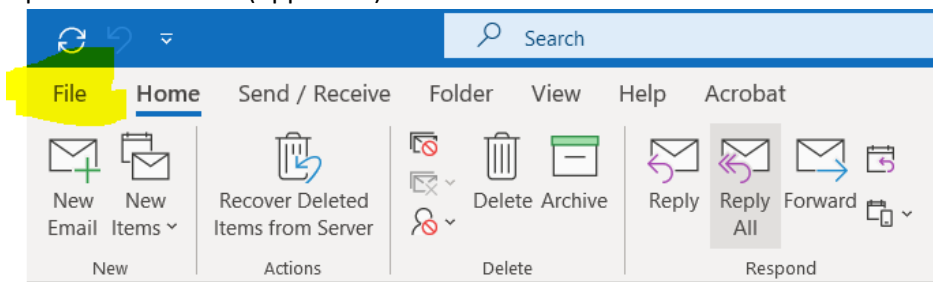 Search
File Home Send / Receive Folder View Help Acrobat
New Email
New Items
Recover Deleted
Items from Server
Delete Archive
Reply
Reply All
Forward
New Actions Delete Respond